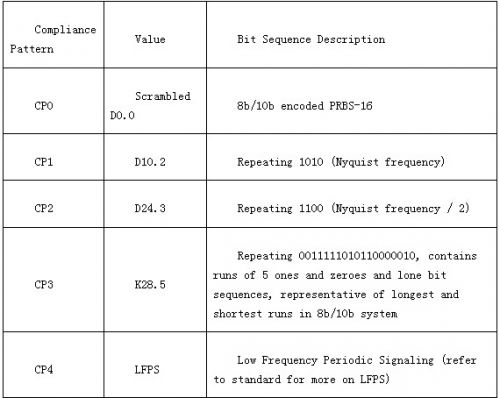 Compliance Pattern
Value
Bit Sequence Description
CP0
Scrambled D0.0
8b/10b encoded PRBS-16
CP1
D10.2
Repeating 1010 (Nyquist frequency)
CP2
D24.3
Repeating 1100 (Nyquist frequency / 2)
CP3
K28.5
Repeating 0011111010110000010, contains
runs of 5 ones and zeroes and lone bit
sequences, representative of longest and
shortest runs in 8b/10b system
CP4
LFPS
Low Frequency Periodic Signaling (refer
to standard for more on LFPS)